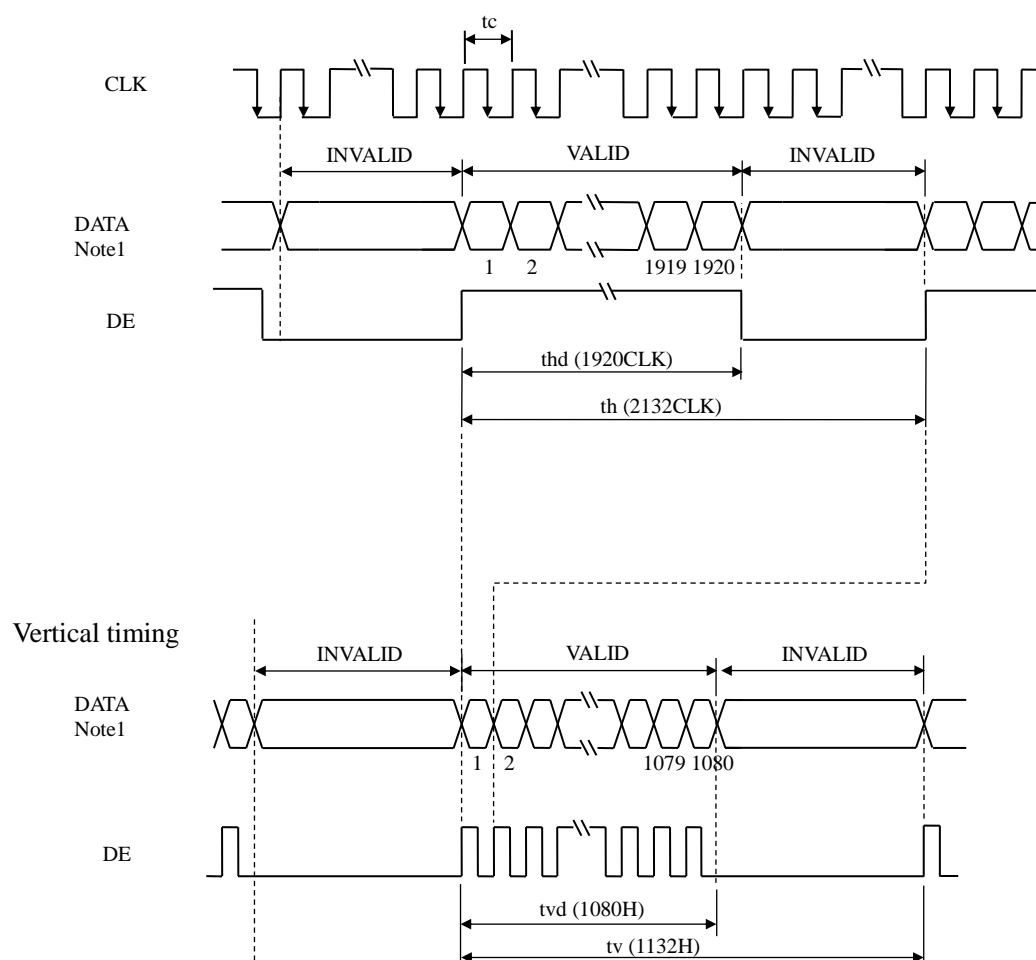 tc
CLK
INVALID VALID INVALID
DATA
Note1
1 2 1919 1920
DE
thd (1920CLK)
th (2132CLK)
Vertical timing
INVALID VALID INVALID
DATA
Note1
1 2 1079 1080
DE
tvd (1080H)
tv (1132H)